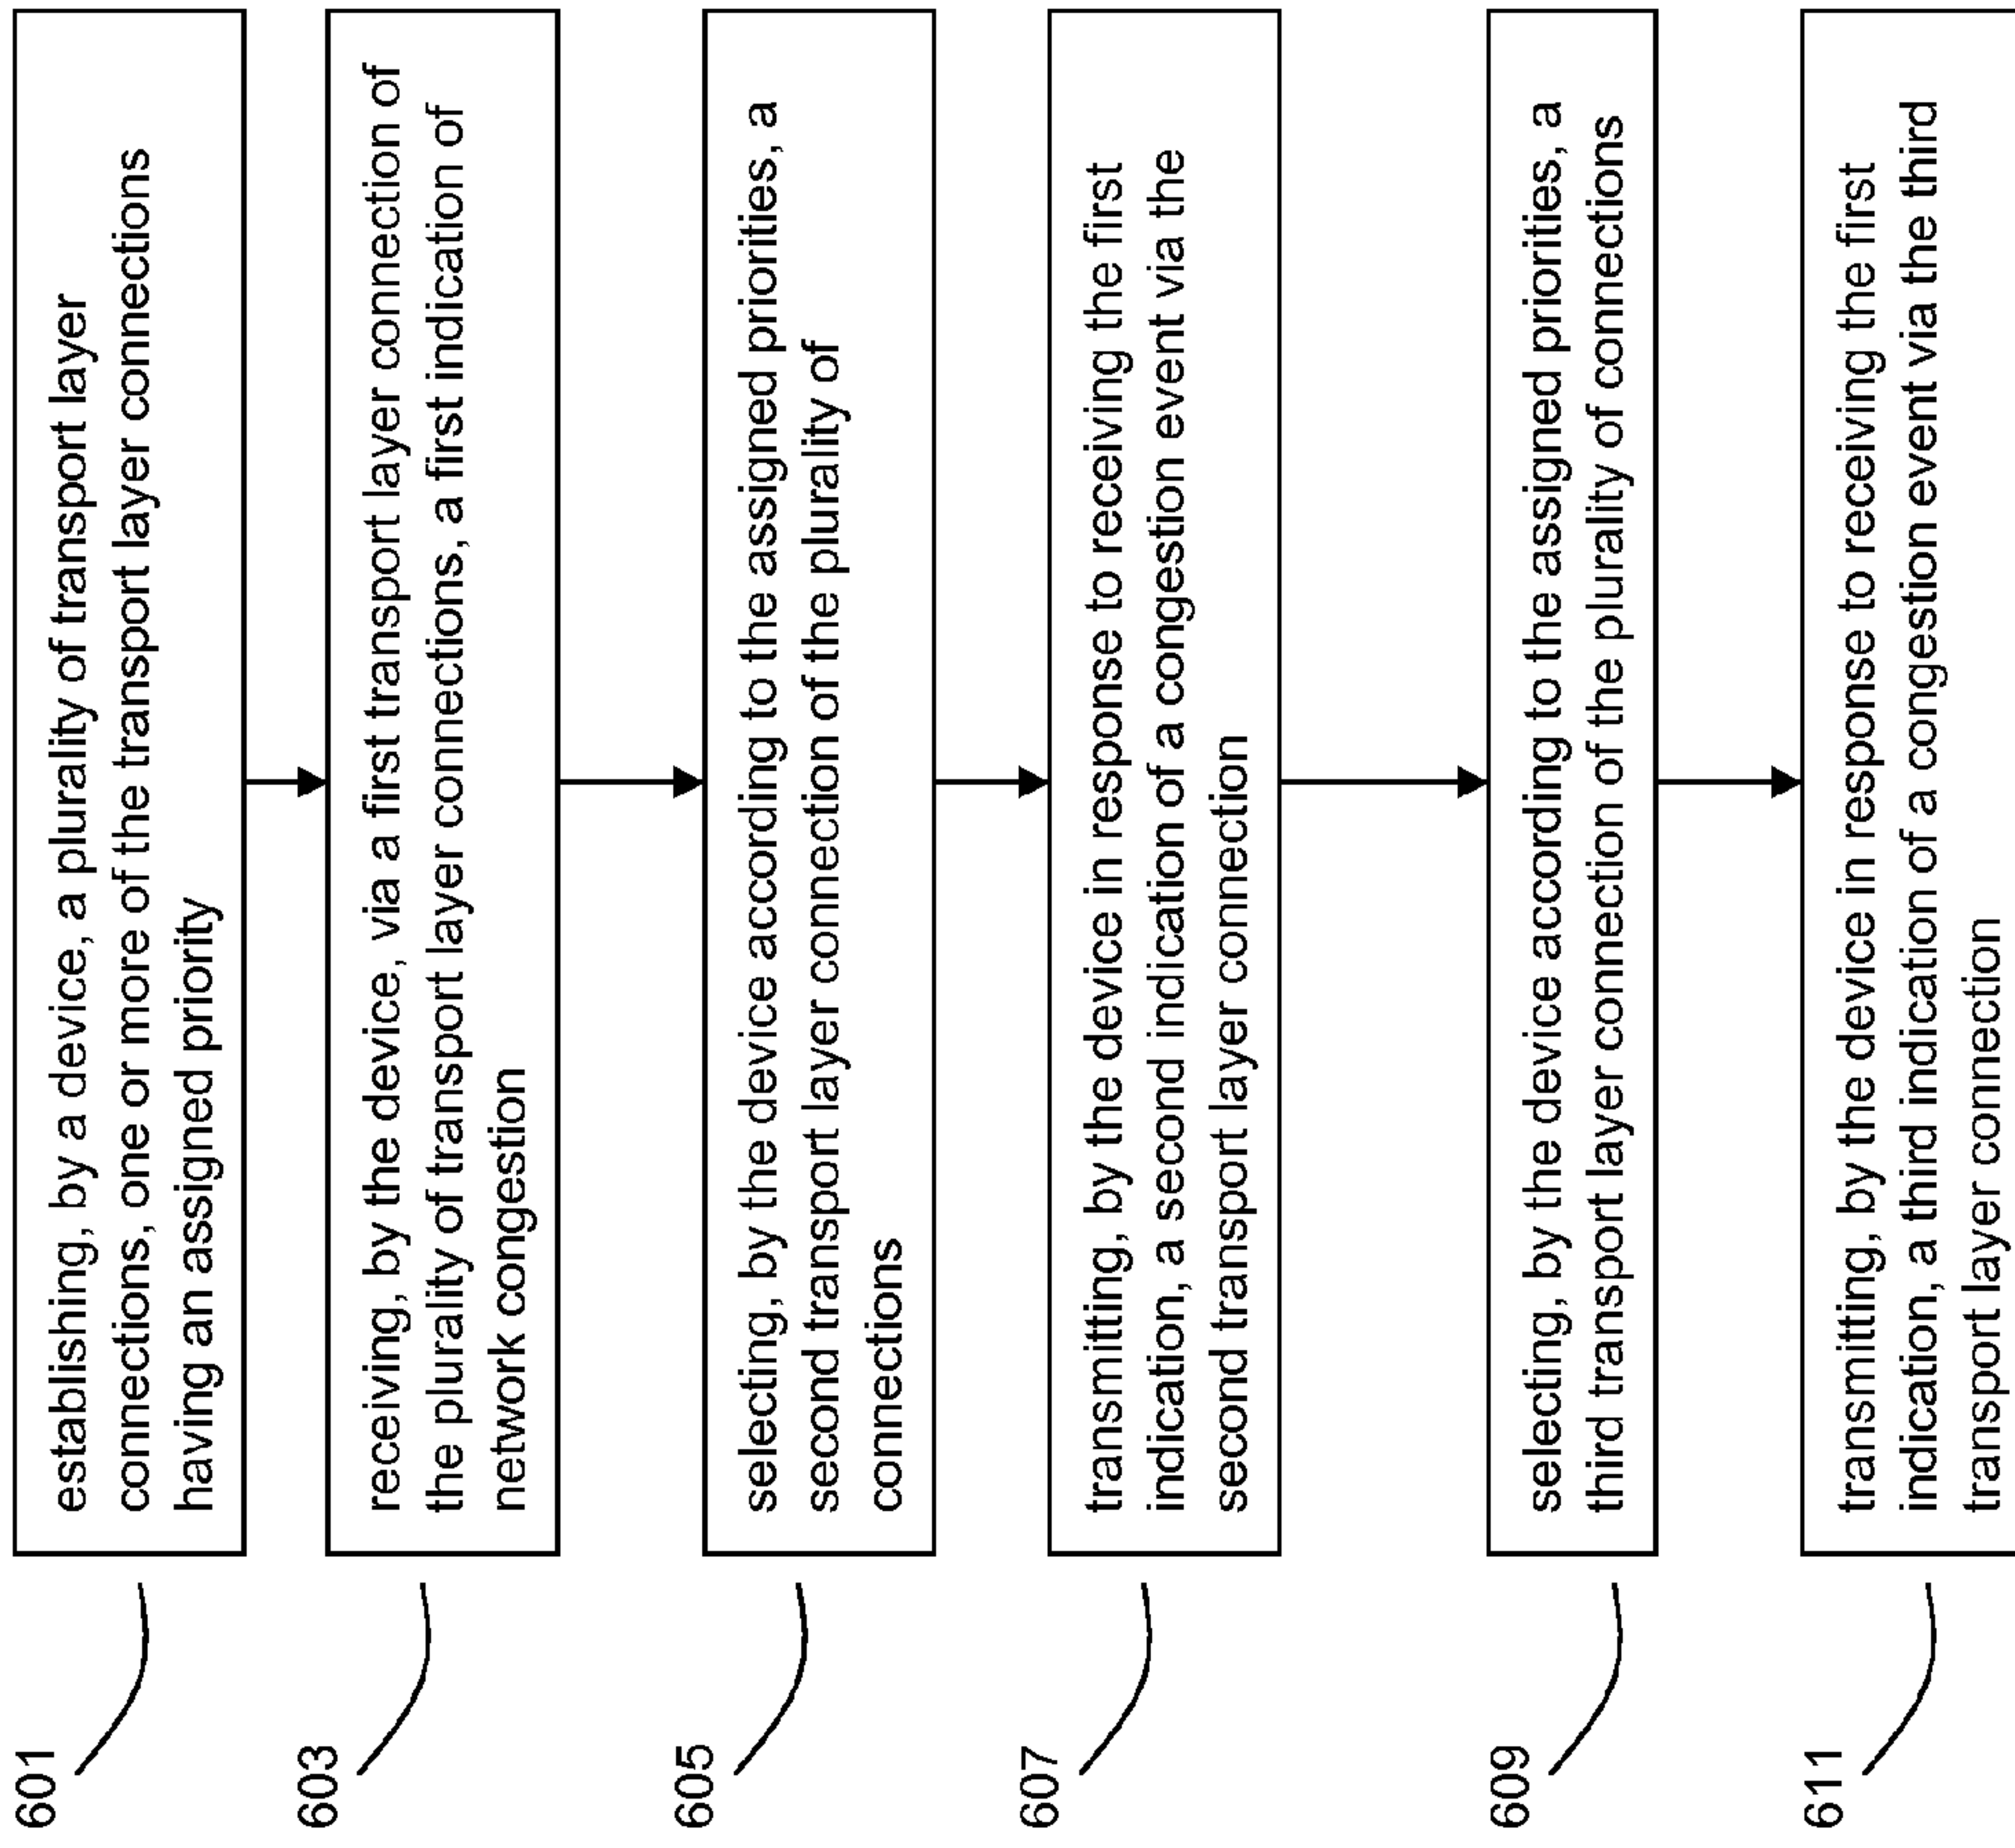 601
establishing, by a device, a plurality of transport layer
connections, one or more of the transport layer connections
having an assigned priority
603
receiving, by the device, via a first transport layer connection of
the plurality of transport layer connections, a first indication of
network congestion
605
selecting, by the device according to the assigned priorities, a
second transport layer connection of the plurality of
connections
607
transmitting, by the device in response to receiving the first
indication, a second indication of a congestion event via the
second transport layer connection
609
selecting, by the device according to the assigned priorities, a
third transport layer connection of the plurality of connections
611
transmitting, by the device in response to receiving the first
indication, a third indication of a congestion event via the third
transport layer connection